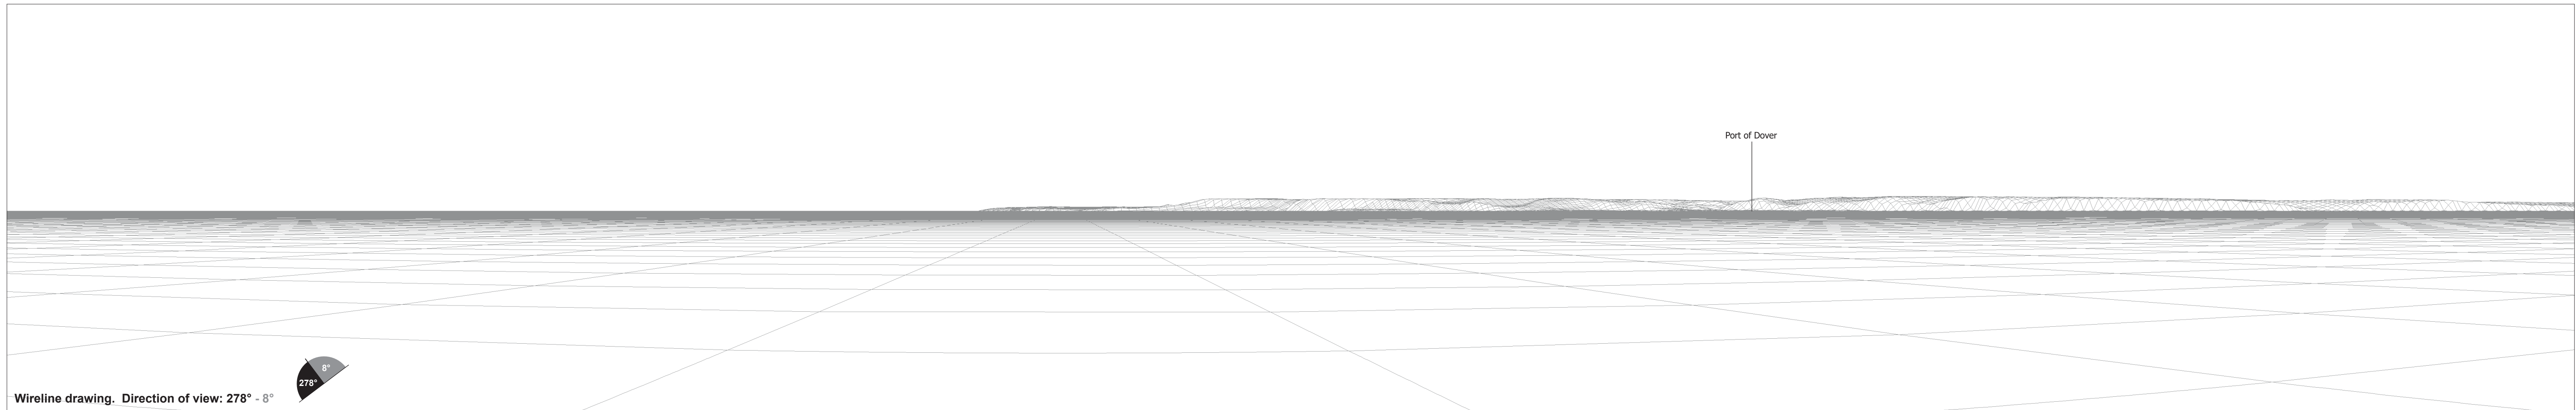 Port of Dover
8°
278°
Wireline drawing.  Direction of view: 278° - 8°